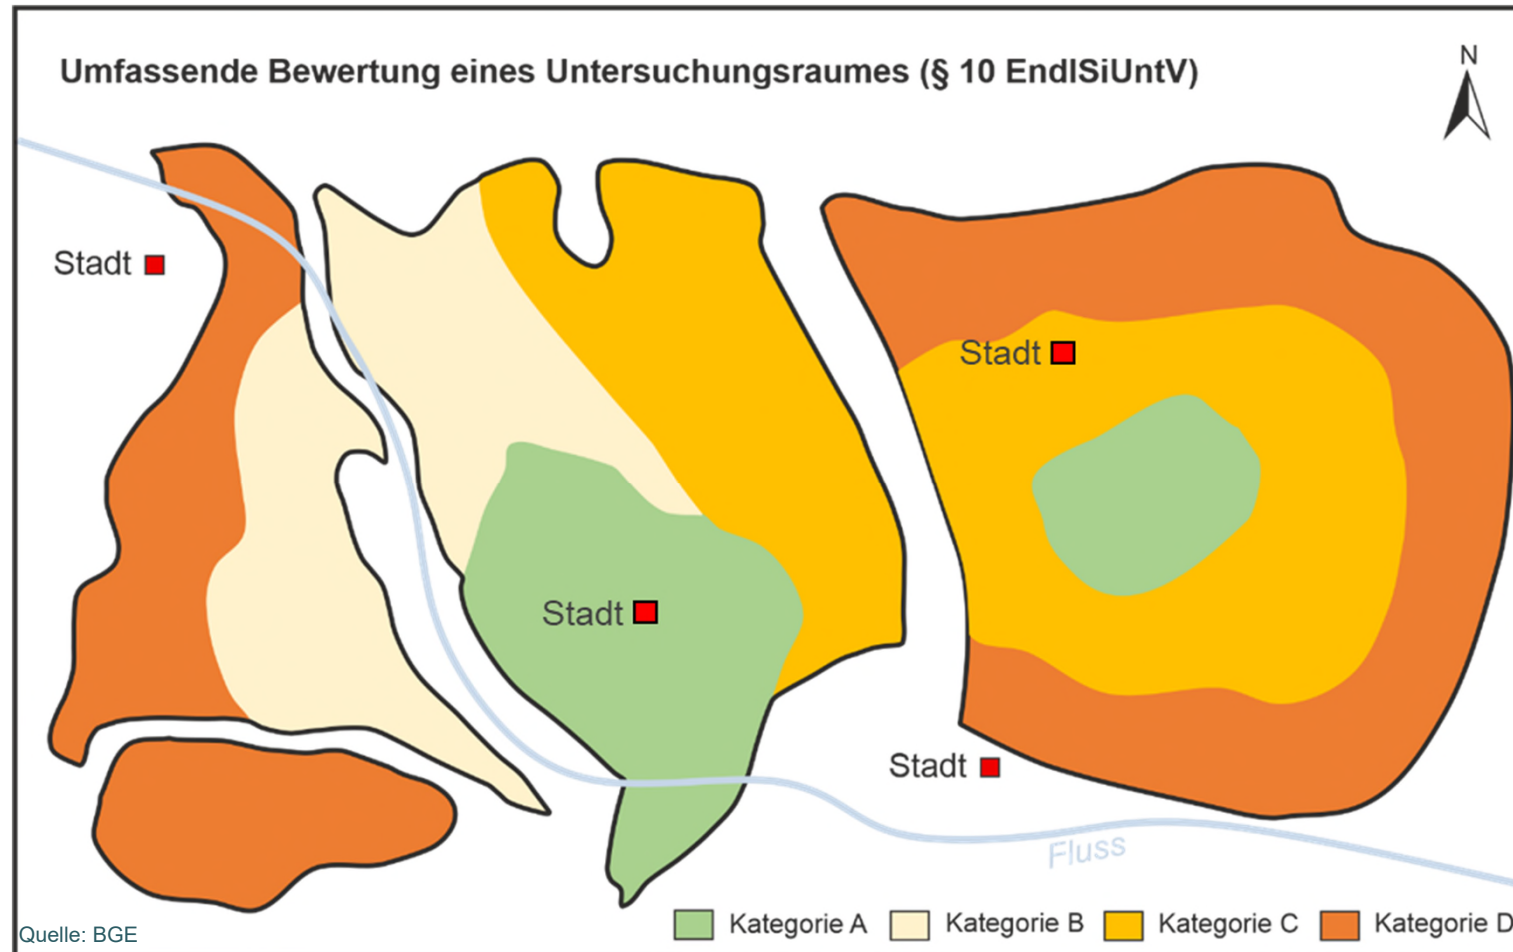 Umfassende Bewertung eines Untersuchungsraumes (§ 10 EndlSiUntV)
N
Stadt
Stadt
Stadt
Stadt
Fluss
Kategorie A
Kategorie B
Kategorie C
Kategorie D
Quelle: BGE